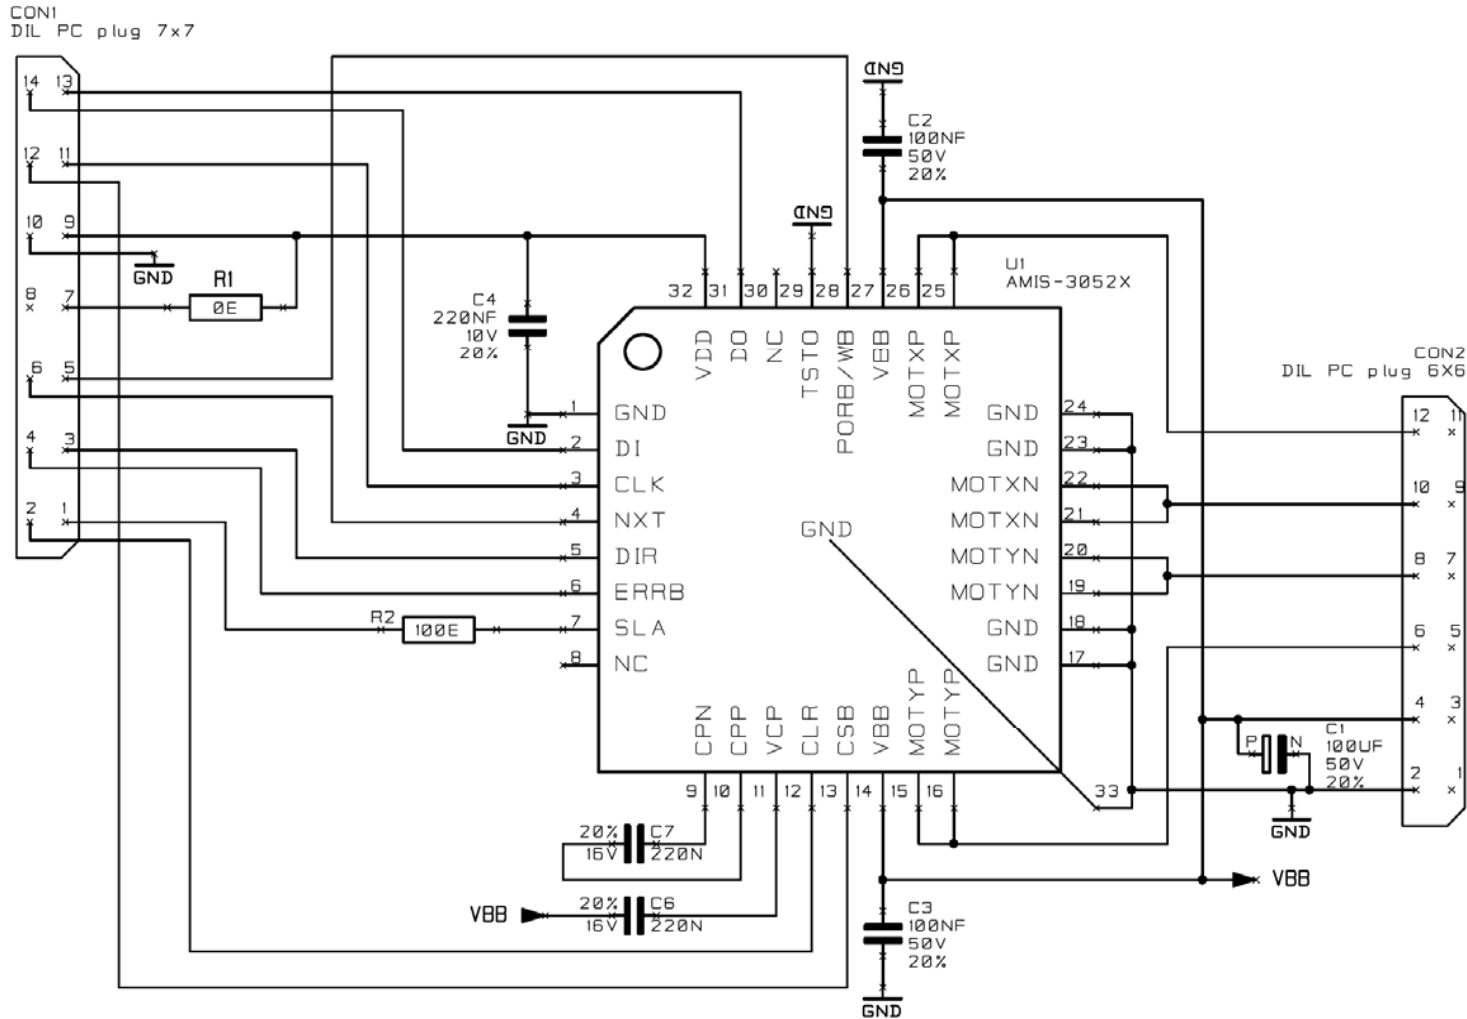 CON1
DIL PC plug 7x7
14 13
12 11
10 9
8 7
6 5
4 3
2 1
GND
R1
0E
C4
220NF
10V
20%
GND
GND
C2
100NF
50V
20%
GND
U1
AMIS-3052X
32 31 30 29 28 27 26 25
VDD
DO
NC
TSTO
PORB/WB
VBB
MOTXP
MOTXP
1 GND
2 DI
3 CLK
4 NXT
5 DIR
6 ERRB
7 SLA
8 NC
R2
100E
GND
GND 24
GND 23
MOTXN 22
MOTXN 21
MOTYN 20
MOTYN 19
GND 18
GND 17
CPN
CPP
VCP
CLR
CSB
VBB
MOTYP
MOTYP
9 10 11 12 13 14 15 16
33
20%
16V
C7
220N
VBB
20%
16V
C6
220N
C3
100NF
50V
20%
GND
VBB
CON2
DIL PC plug 6X6
12 11
10 9
8 7
6 5
4 3
2 1
P N
C1
100UF
50V
20%
GND